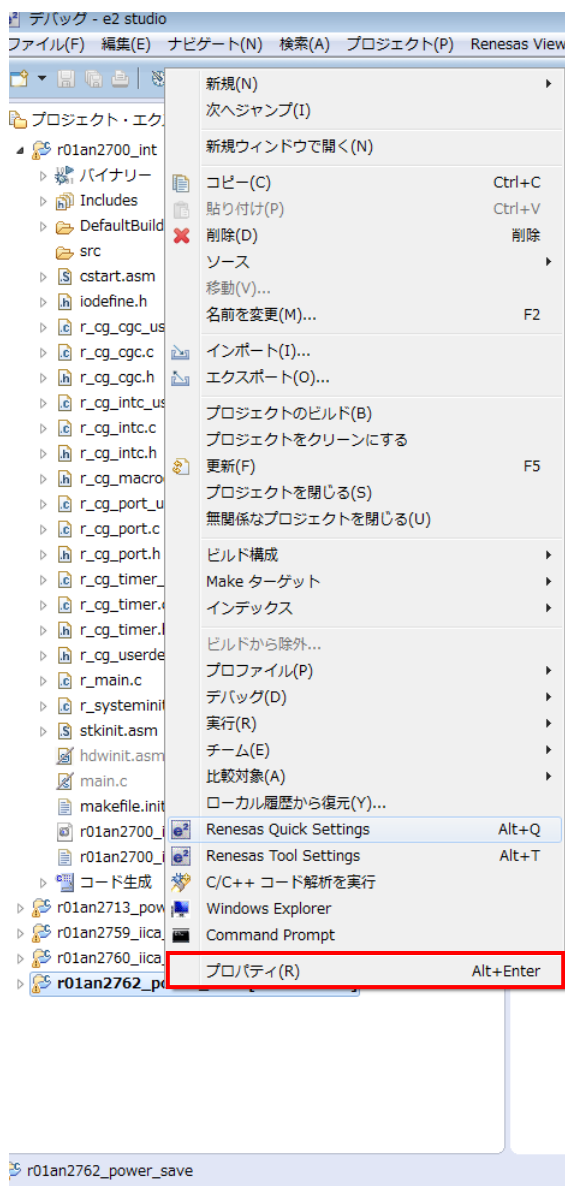 デバッグ - e2 studio
ファイル(F) 編集(E) ナビゲート(N) 検索(A) プロジェクト(P) Renesas View
プロジェクト・エク
r01an2700_int
バイナリー
Includes
DefaultBuild
src
cstart.asm
iodefine.h
r_cg_cgc_us
r_cg_cgc.c
r_cg_cgc.h
r_cg_intc_us
r_cg_intc.c
r_cg_intc.h
r_cg_macro
r_cg_port_u
r_cg_port.c
r_cg_port.h
r_cg_timer_
r_cg_timer.
r_cg_timer.
r_cg_userde
r_main.c
r_systeminit
stkinit.asm
hdwinit.asm
main.c
makefile.init
r01an2700_i
r01an2700_i
コード生成
r01an2713_pow
r01an2759_iica_
r01an2760_iica_
r01an2762_po
新規(N)
次へジャンプ(I)
新規ウィンドウで開く(N)
コピー(C) Ctrl+C
貼り付け(P) Ctrl+V
削除(D) 削除
ソース
移動(V)...
名前を変更(M)... F2
インポート(I)...
エクスポート(O)...
プロジェクトのビルド(B)
プロジェクトをクリーンにする
更新(F) F5
プロジェクトを閉じる(S)
無関係なプロジェクトを閉じる(U)
ビルド構成
Make ターゲット
インデックス
ビルドから除外...
プロファイル(P)
デバッグ(D)
実行(R)
チーム(E)
比較対象(A)
ローカル履歴から復元(Y)...
Renesas Quick Settings Alt+Q
Renesas Tool Settings Alt+T
C/C++ コード解析を実行
Windows Explorer
Command Prompt
プロパティ(R) Alt+Enter
r01an2762_power_save